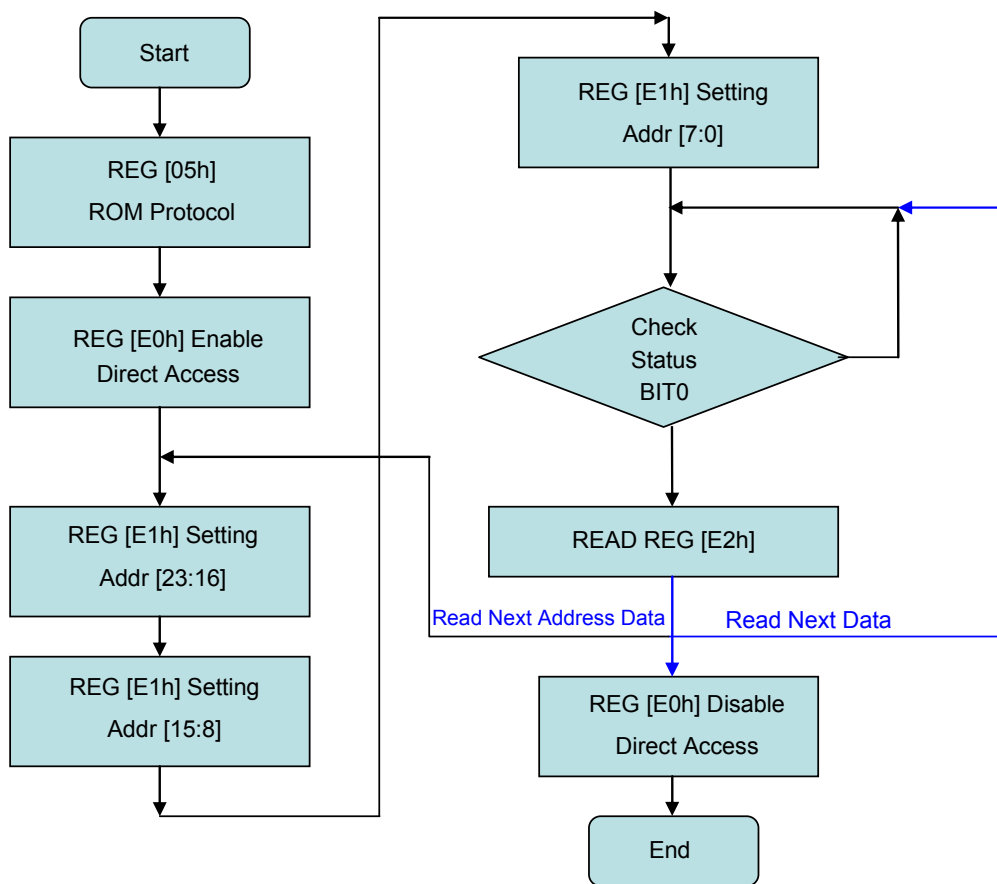 Start
REG [05h]
ROM Protocol
REG [E0h] Enable
Direct Access
REG [E1h] Setting
Addr [23:16]
REG [E1h] Setting
Addr [15:8]
REG [E1h] Setting
Addr [7:0]
Check
Status
BIT0
READ REG [E2h]
Read Next Address Data
Read Next Data
REG [E0h] Disable
Direct Access
End